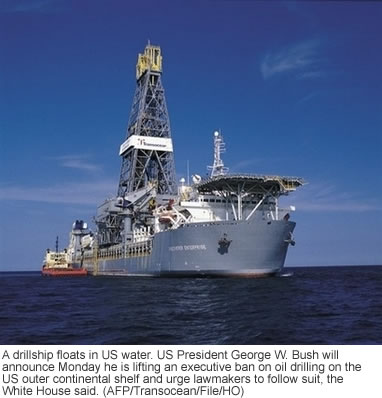 Transocean
A drillship floats in US water. US President George W. Bush will
announce Monday he is lifting an executive ban on oil drilling on the
US outer continental shelf and urge lawmakers to follow suit, the
White House said. (AFP/Transocean/File/HO)